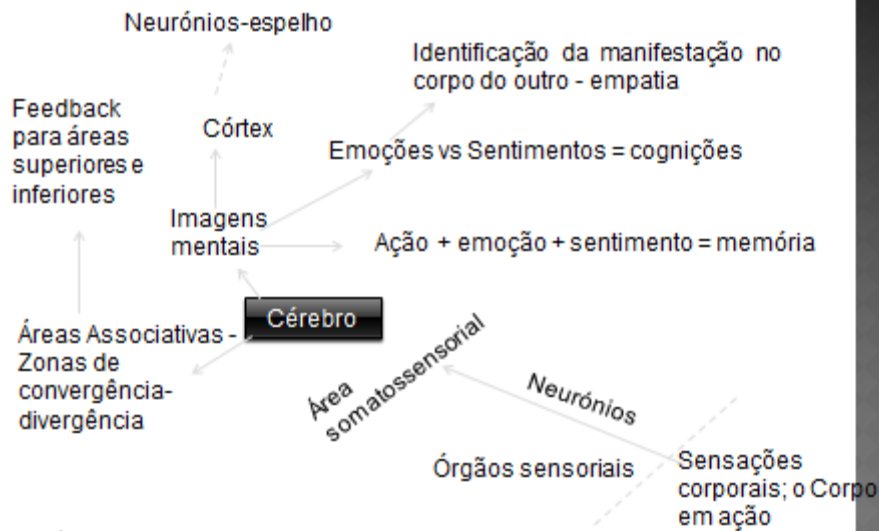 Neurónios-espelho
Identificação da manifestação no
corpo do outro - empatia
Feedback
para áreas
superiores e
inferiores
Córtex
Emoções vs Sentimentos = cognições
Imagens
mentais
Ação + emoção + sentimento = memória
Cérebro
Áreas Associativas -
Zonas de
convergência-
divergência
Área
somatossensorial
Neurónios
Órgãos sensoriais
Sensações
corporais; o Corpo
em ação